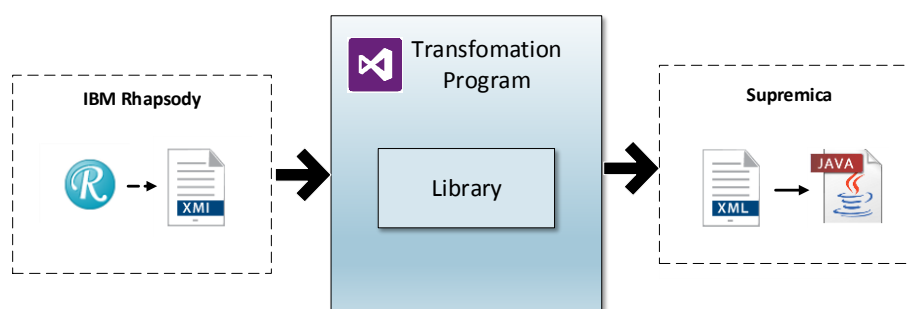 IBM Rhapsody
R
XMI
Transfomation
Program
Library
Supremica
XML
JAVA